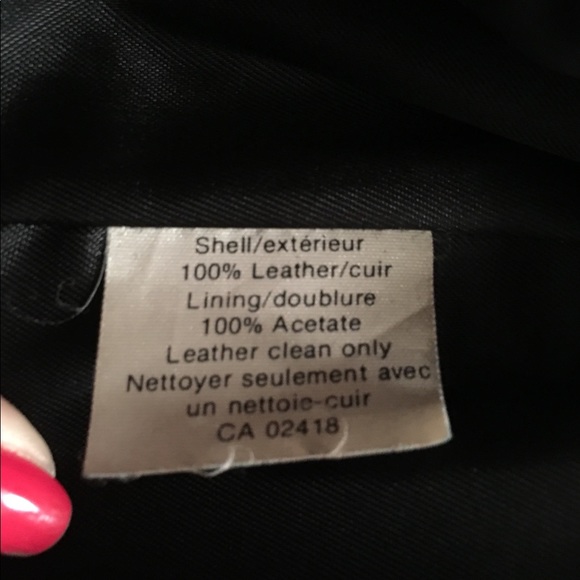 Shell/extérieur
100% Leather/cuir
Lining/doublure
100% Acetate
Leather clean only
Nettoyer seulement avec
un nettoie-cuir
CA 02418